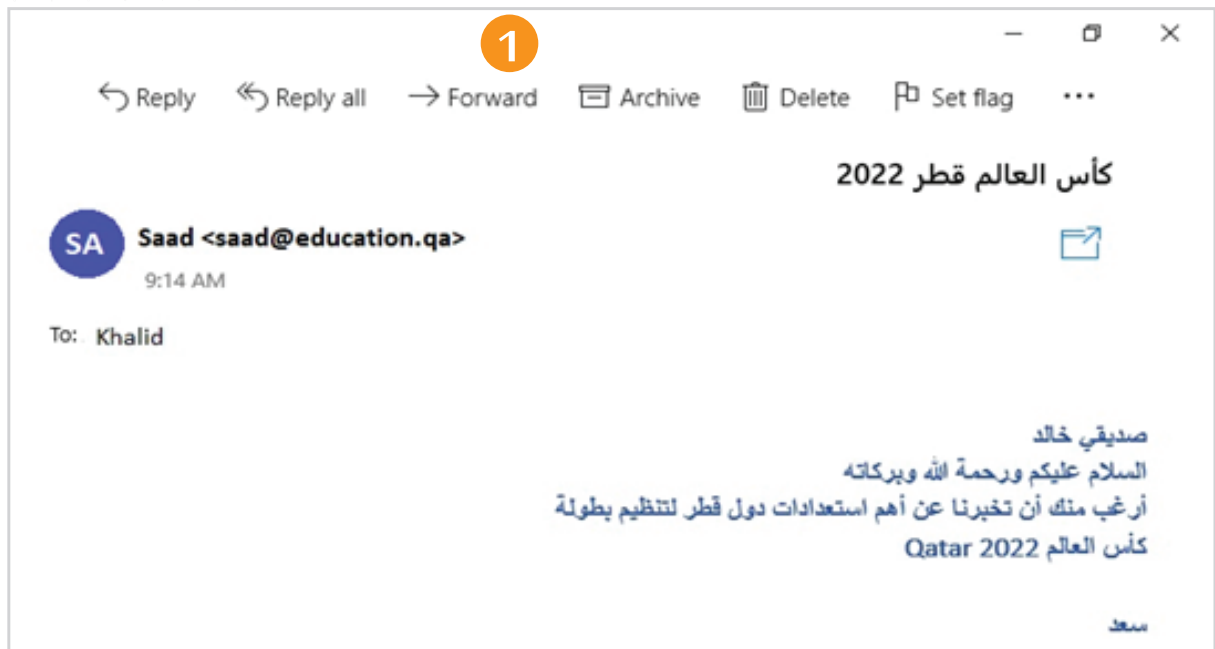 1
Reply Reply all Forward Archive Delete Set flag ...
كأس العالم قطر 2022
SA
Saad <saad@education.qa>
9:14 AM
To: Khalid
صديقي خالد
السلام عليكم ورحمة الله وبركاته
أرغب منك أن تخبرنا عن أهم استعدادات دول قطر لتنظيم بطولة
كأس العالم Qatar 2022
سعد